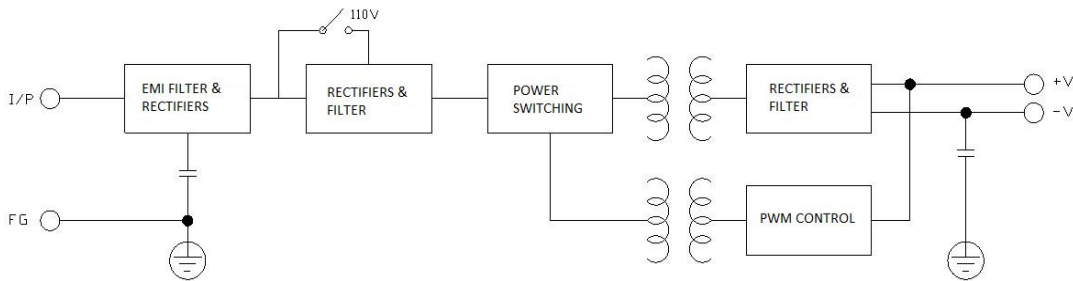 110V
I/P
EMI FILTER &
RECTIFIERS
RECTIFIERS &
FILTER
POWER
SWITCHING
RECTIFIERS &
FILTER
+V
-V
FG
PWM CONTROL